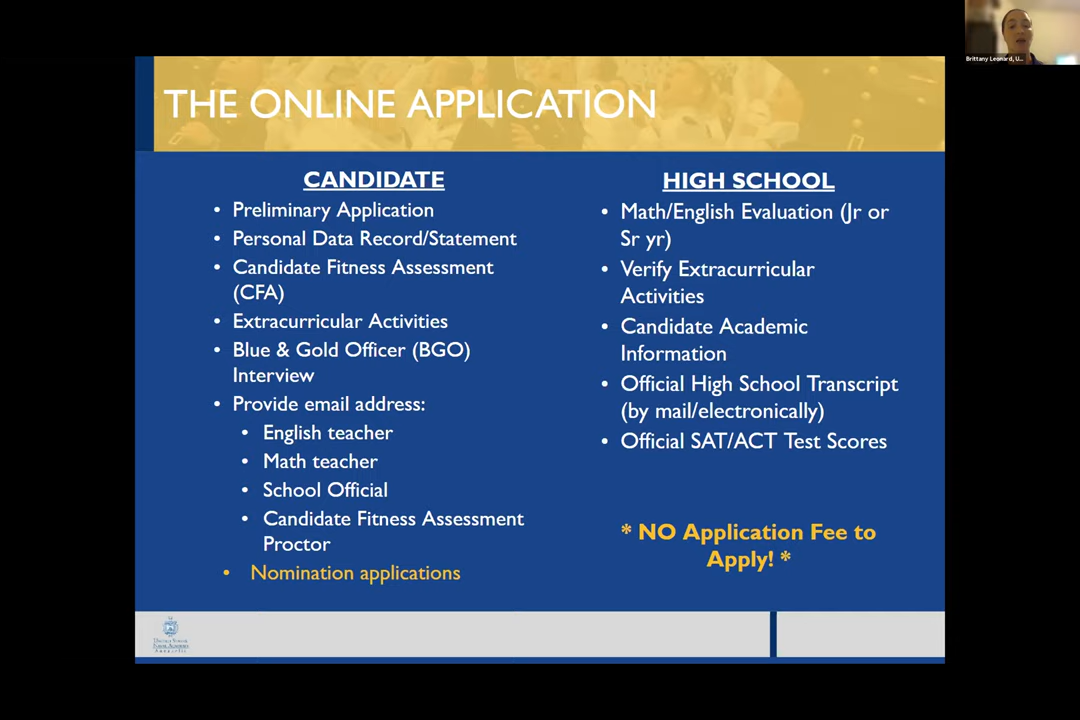 Brittany Leonard, U...
THE ONLINE APPLICATION
CANDIDATE
• Preliminary Application
• Personal Data Record/Statement
• Candidate Fitness Assessment
(CFA)
• Extracurricular Activities
• Blue & Gold Officer (BGO)
Interview
• Provide email address:
• English teacher
• Math teacher
• School Official
• Candidate Fitness Assessment
Proctor
• Nomination applications
HIGH SCHOOL
• Math/English Evaluation (Jr or
Sr yr)
• Verify Extracurricular
Activities
• Candidate Academic
Information
• Official High School Transcript
(by mail/electronically)
• Official SAT/ACT Test Scores
* NO Application Fee to
Apply! *